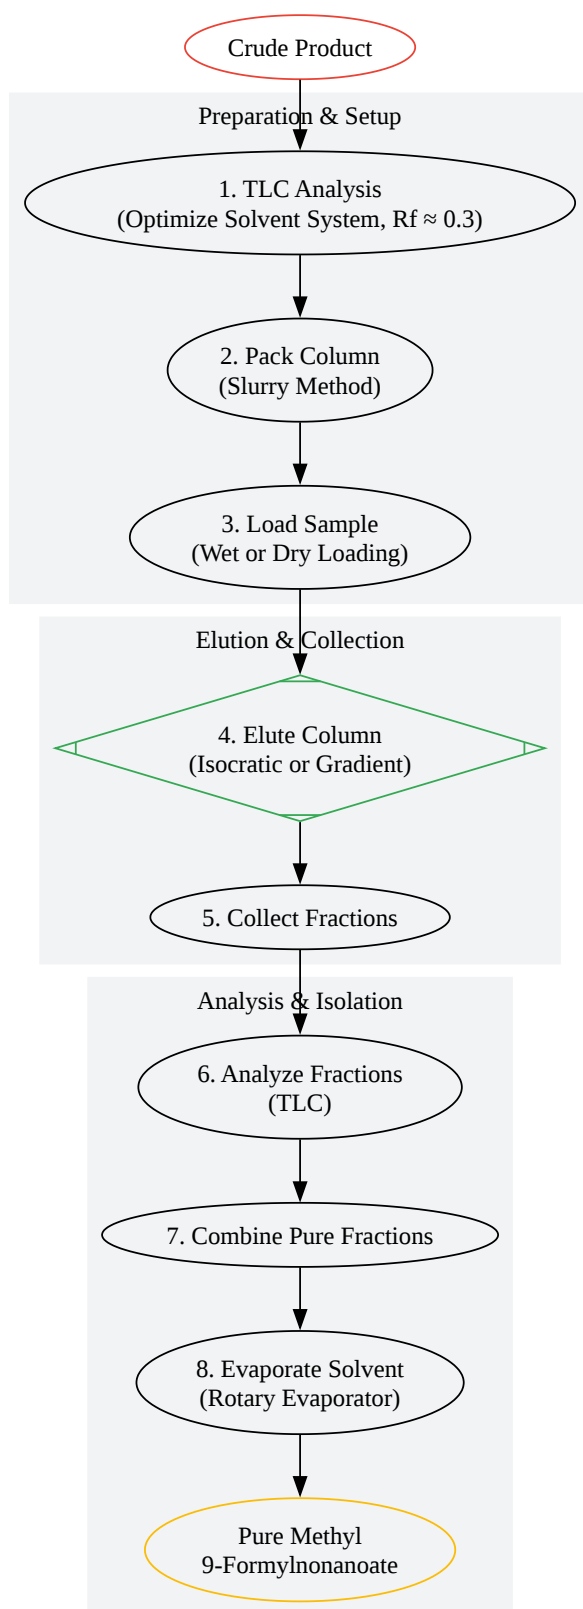 Crude Product
Preparation & Setup
1. TLC Analysis
(Optimize Solvent System, Rf ≈ 0.3)
2. Pack Column
(Slurry Method)
3. Load Sample
(Wet or Dry Loading)
Elution & Collection
4. Elute Column
(Isocratic or Gradient)
5. Collect Fractions
Analysis & Isolation
6. Analyze Fractions
(TLC)
7. Combine Pure Fractions
8. Evaporate Solvent
(Rotary Evaporator)
Pure Methyl
9-Formylnonanoate